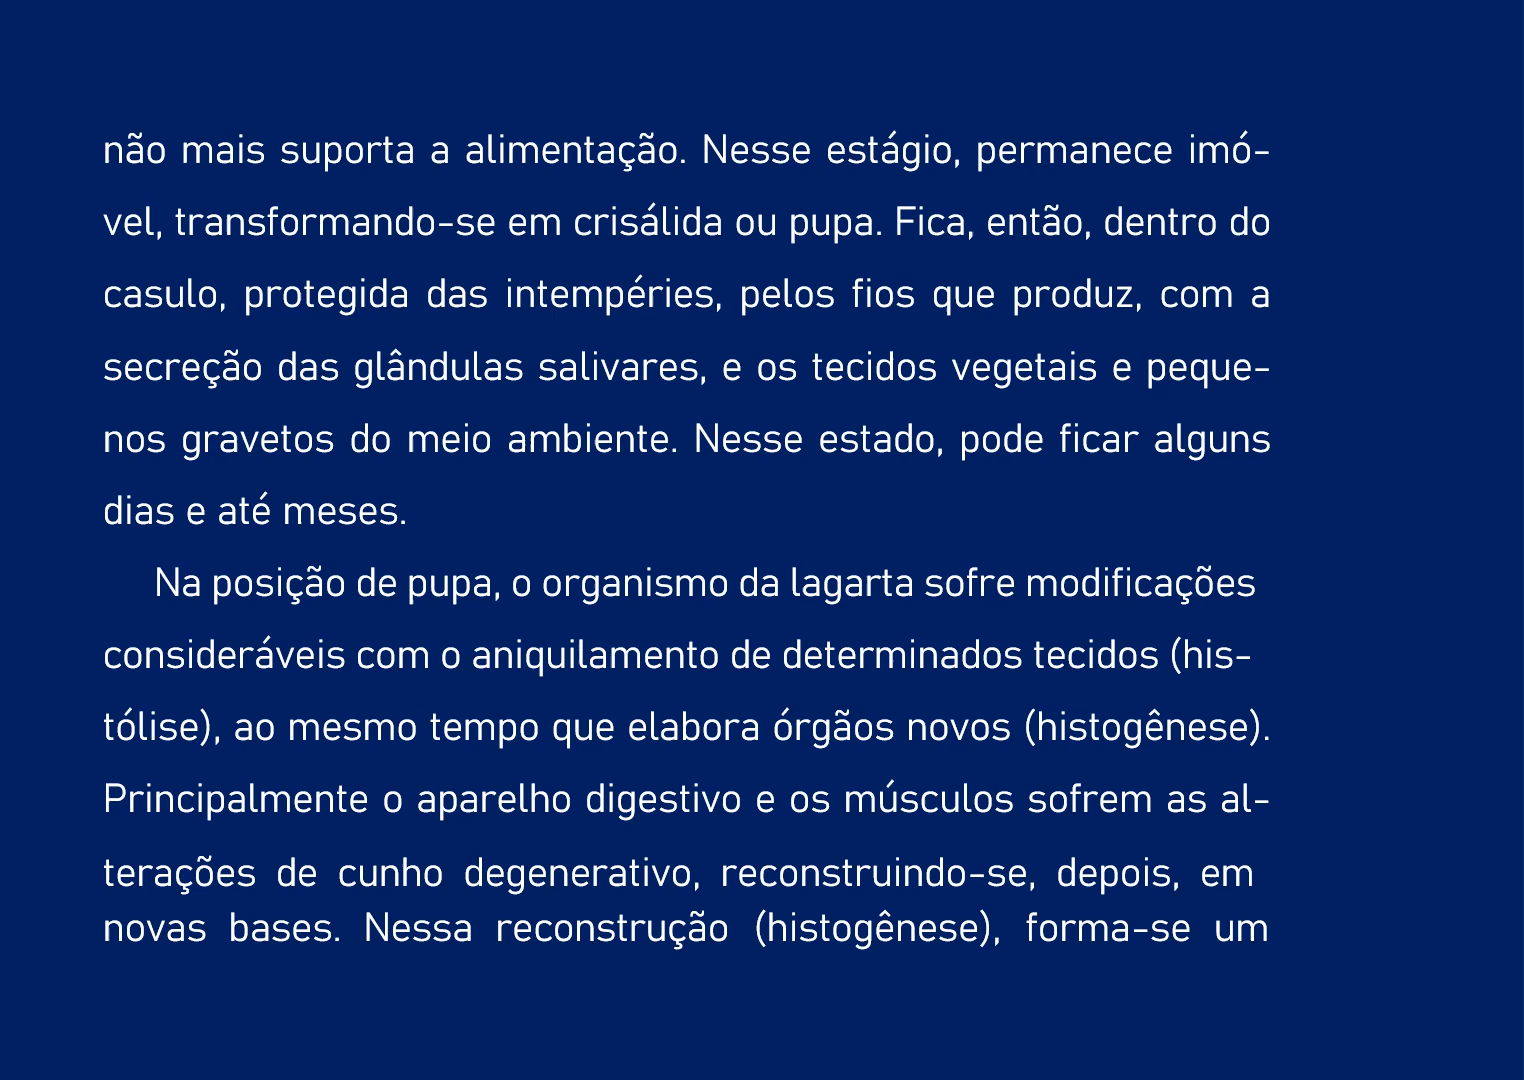 não mais suporta a alimentação. Nesse estágio, permanece imó-
vel, transformando-se em crisálida ou pupa. Fica, então, dentro do
casulo, protegida das intempéries, pelos fios que produz, com a
secreção das glândulas salivares, e os tecidos vegetais e peque-
nos gravetos do meio ambiente. Nesse estado, pode ficar alguns
dias e até meses.
Na posição de pupa, o organismo da lagarta sofre modificações
consideráveis com o aniquilamento de determinados tecidos (his-
tólise), ao mesmo tempo que elabora órgãos novos (histogênese).
Principalmente o aparelho digestivo e os músculos sofrem as al-
terações de cunho degenerativo, reconstruindo-se, depois, em
novas bases. Nessa reconstrução (histogênese), forma-se um